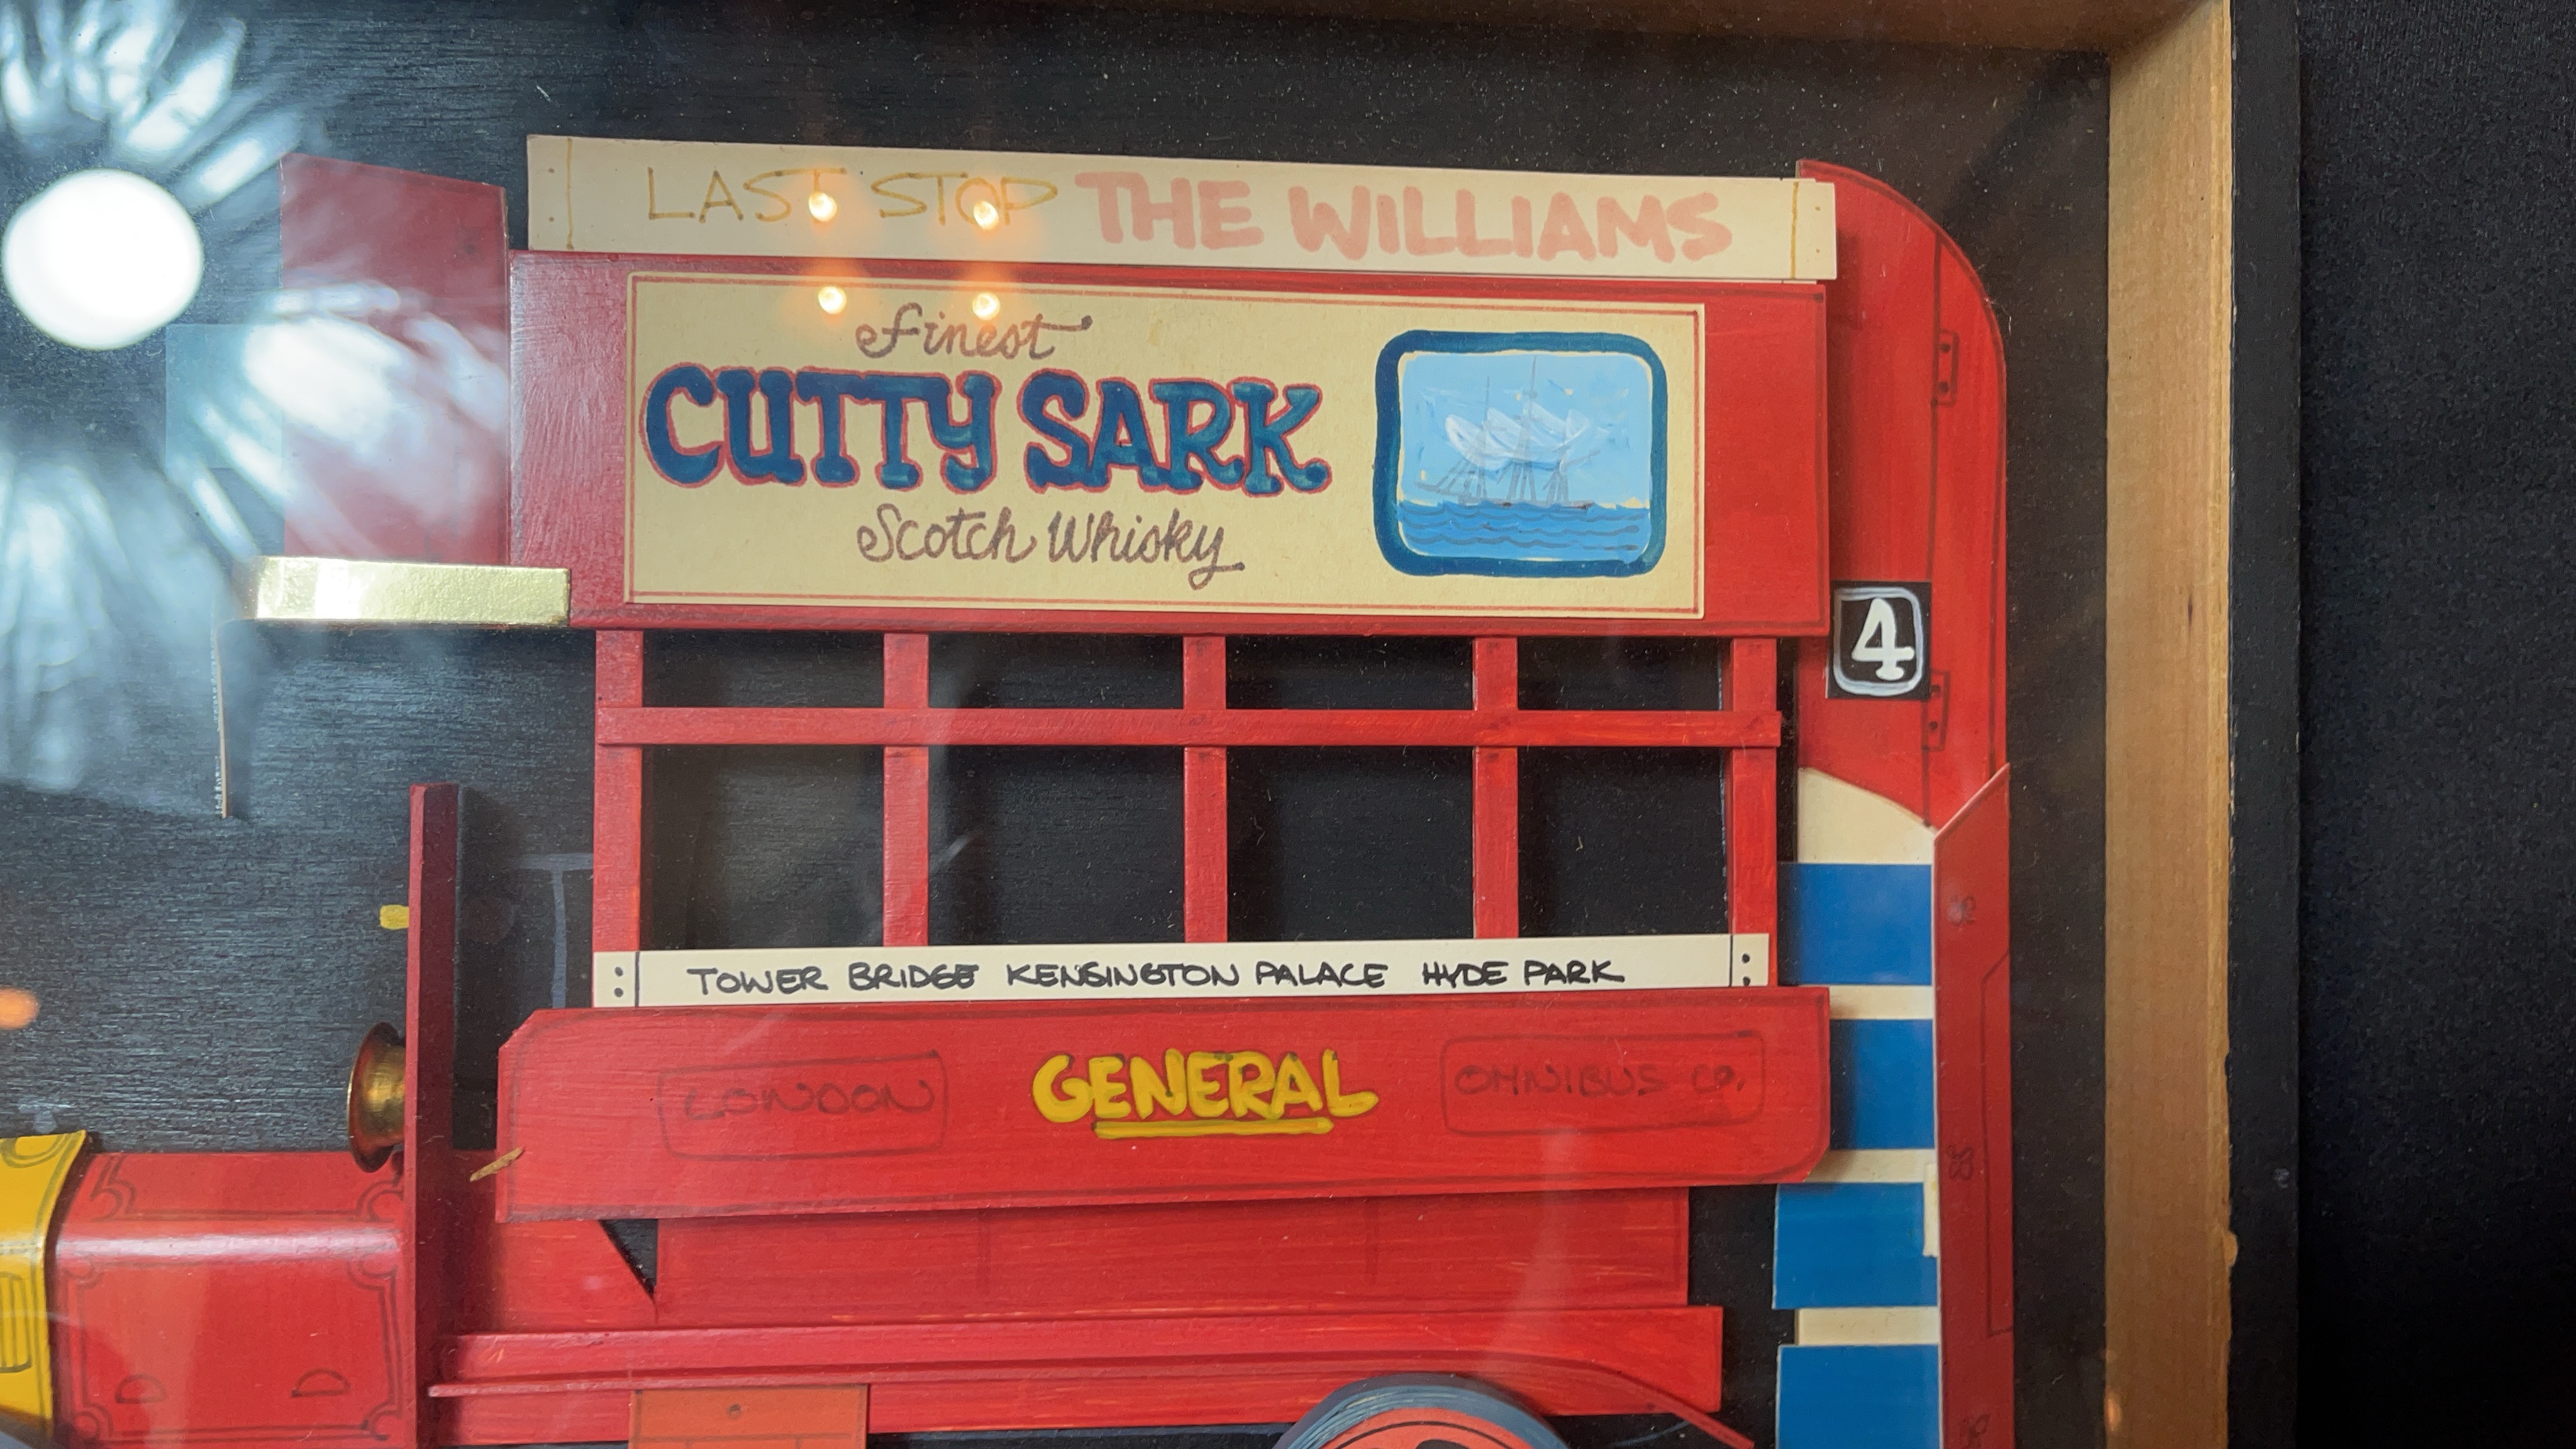 LAST STOP THE WILLIAMS
Finest
CUTTY SARK
Scotch Whisky
4
TOWER BRIDGE KENSINGTON PALACE HYDE PARK
LONDON GENERAL OMNIBUS CO.